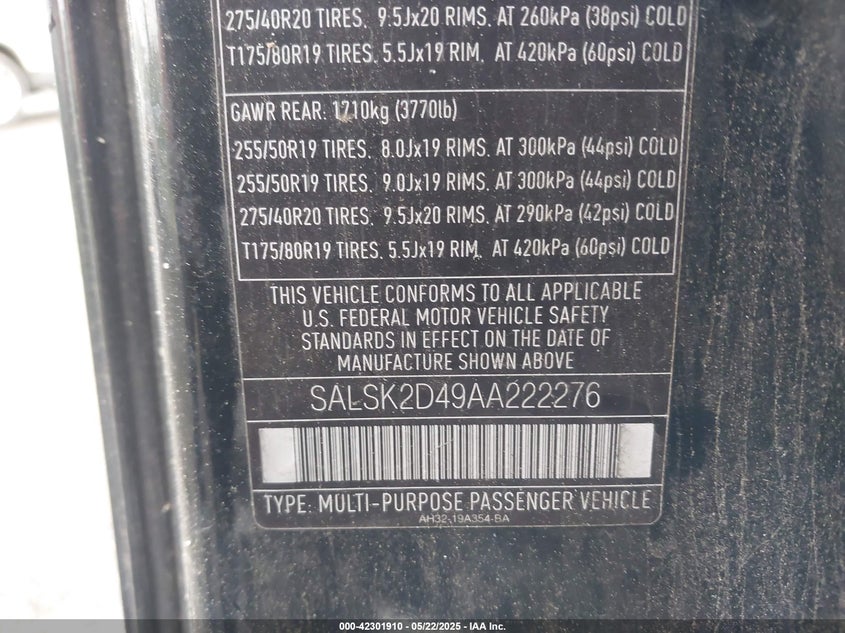 275/40R20 TIRES. 9.5Jx20 RIMS. AT 260kPa (38psi) COLD
T175/80R19 TIRES. 5.5Jx19 RIM. AT 420kPa (60psi) COLD
GAWR REAR: 1710kg (3770lb)
255/50R19 TIRES. 8.0Jx19 RIMS. AT 300kPa (44psi) COLD
255/50R19 TIRES. 9.0Jx19 RIMS. AT 300kPa (44psi) COLD
275/40R20 TIRES. 9.5Jx20 RIMS. AT 290kPa (42psi) COLD
T175/80R19 TIRES. 5.5Jx19 RIM. AT 420kPa (60psi) COLD
THIS VEHICLE CONFORMS TO ALL APPLICABLE
U.S. FEDERAL MOTOR VEHICLE SAFETY
STANDARDS IN EFFECT ON THE DATE OF
MANUFACTURE SHOWN ABOVE
SALSK2D49AA222276
TYPE: MULTI-PURPOSE PASSENGER VEHICLE
AH32-19A354-BA
000-42301910 - 05/22/2025 - IAA Inc.